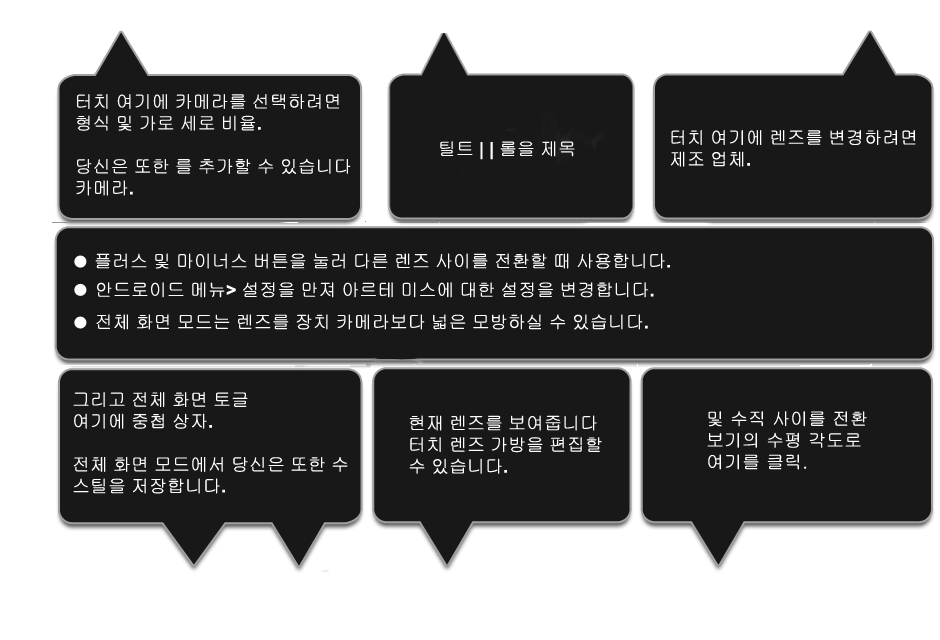 터치 여기에 카메라를 선택하려면
형식 및 가로 세로 비율.
당신은 또한 를 추가할 수 있습니다
카메라.
틸트 || 롤을 제목
터치 여기에 렌즈를 변경하려면
제조 업체.
● 플러스 및 마이너스 버튼을 눌러 다른 렌즈 사이를 전환할 때 사용합니다.
● 안드로이드 메뉴> 설정을 만져 아르테 미스에 대한 설정을 변경합니다.
● 전체 화면 모드는 렌즈를 장치 카메라보다 넓은 모방하실 수 있습니다.
그리고 전체 화면 토글
여기에 중첩 상자.
전체 화면 모드에서 당신은 또한 수
스틸을 저장합니다.
현재 렌즈를 보여줍니다
터치 렌즈 가방을 편집할
수 있습니다.
및 수직 사이를 전환
보기의 수평 각도로
여기를 클릭.